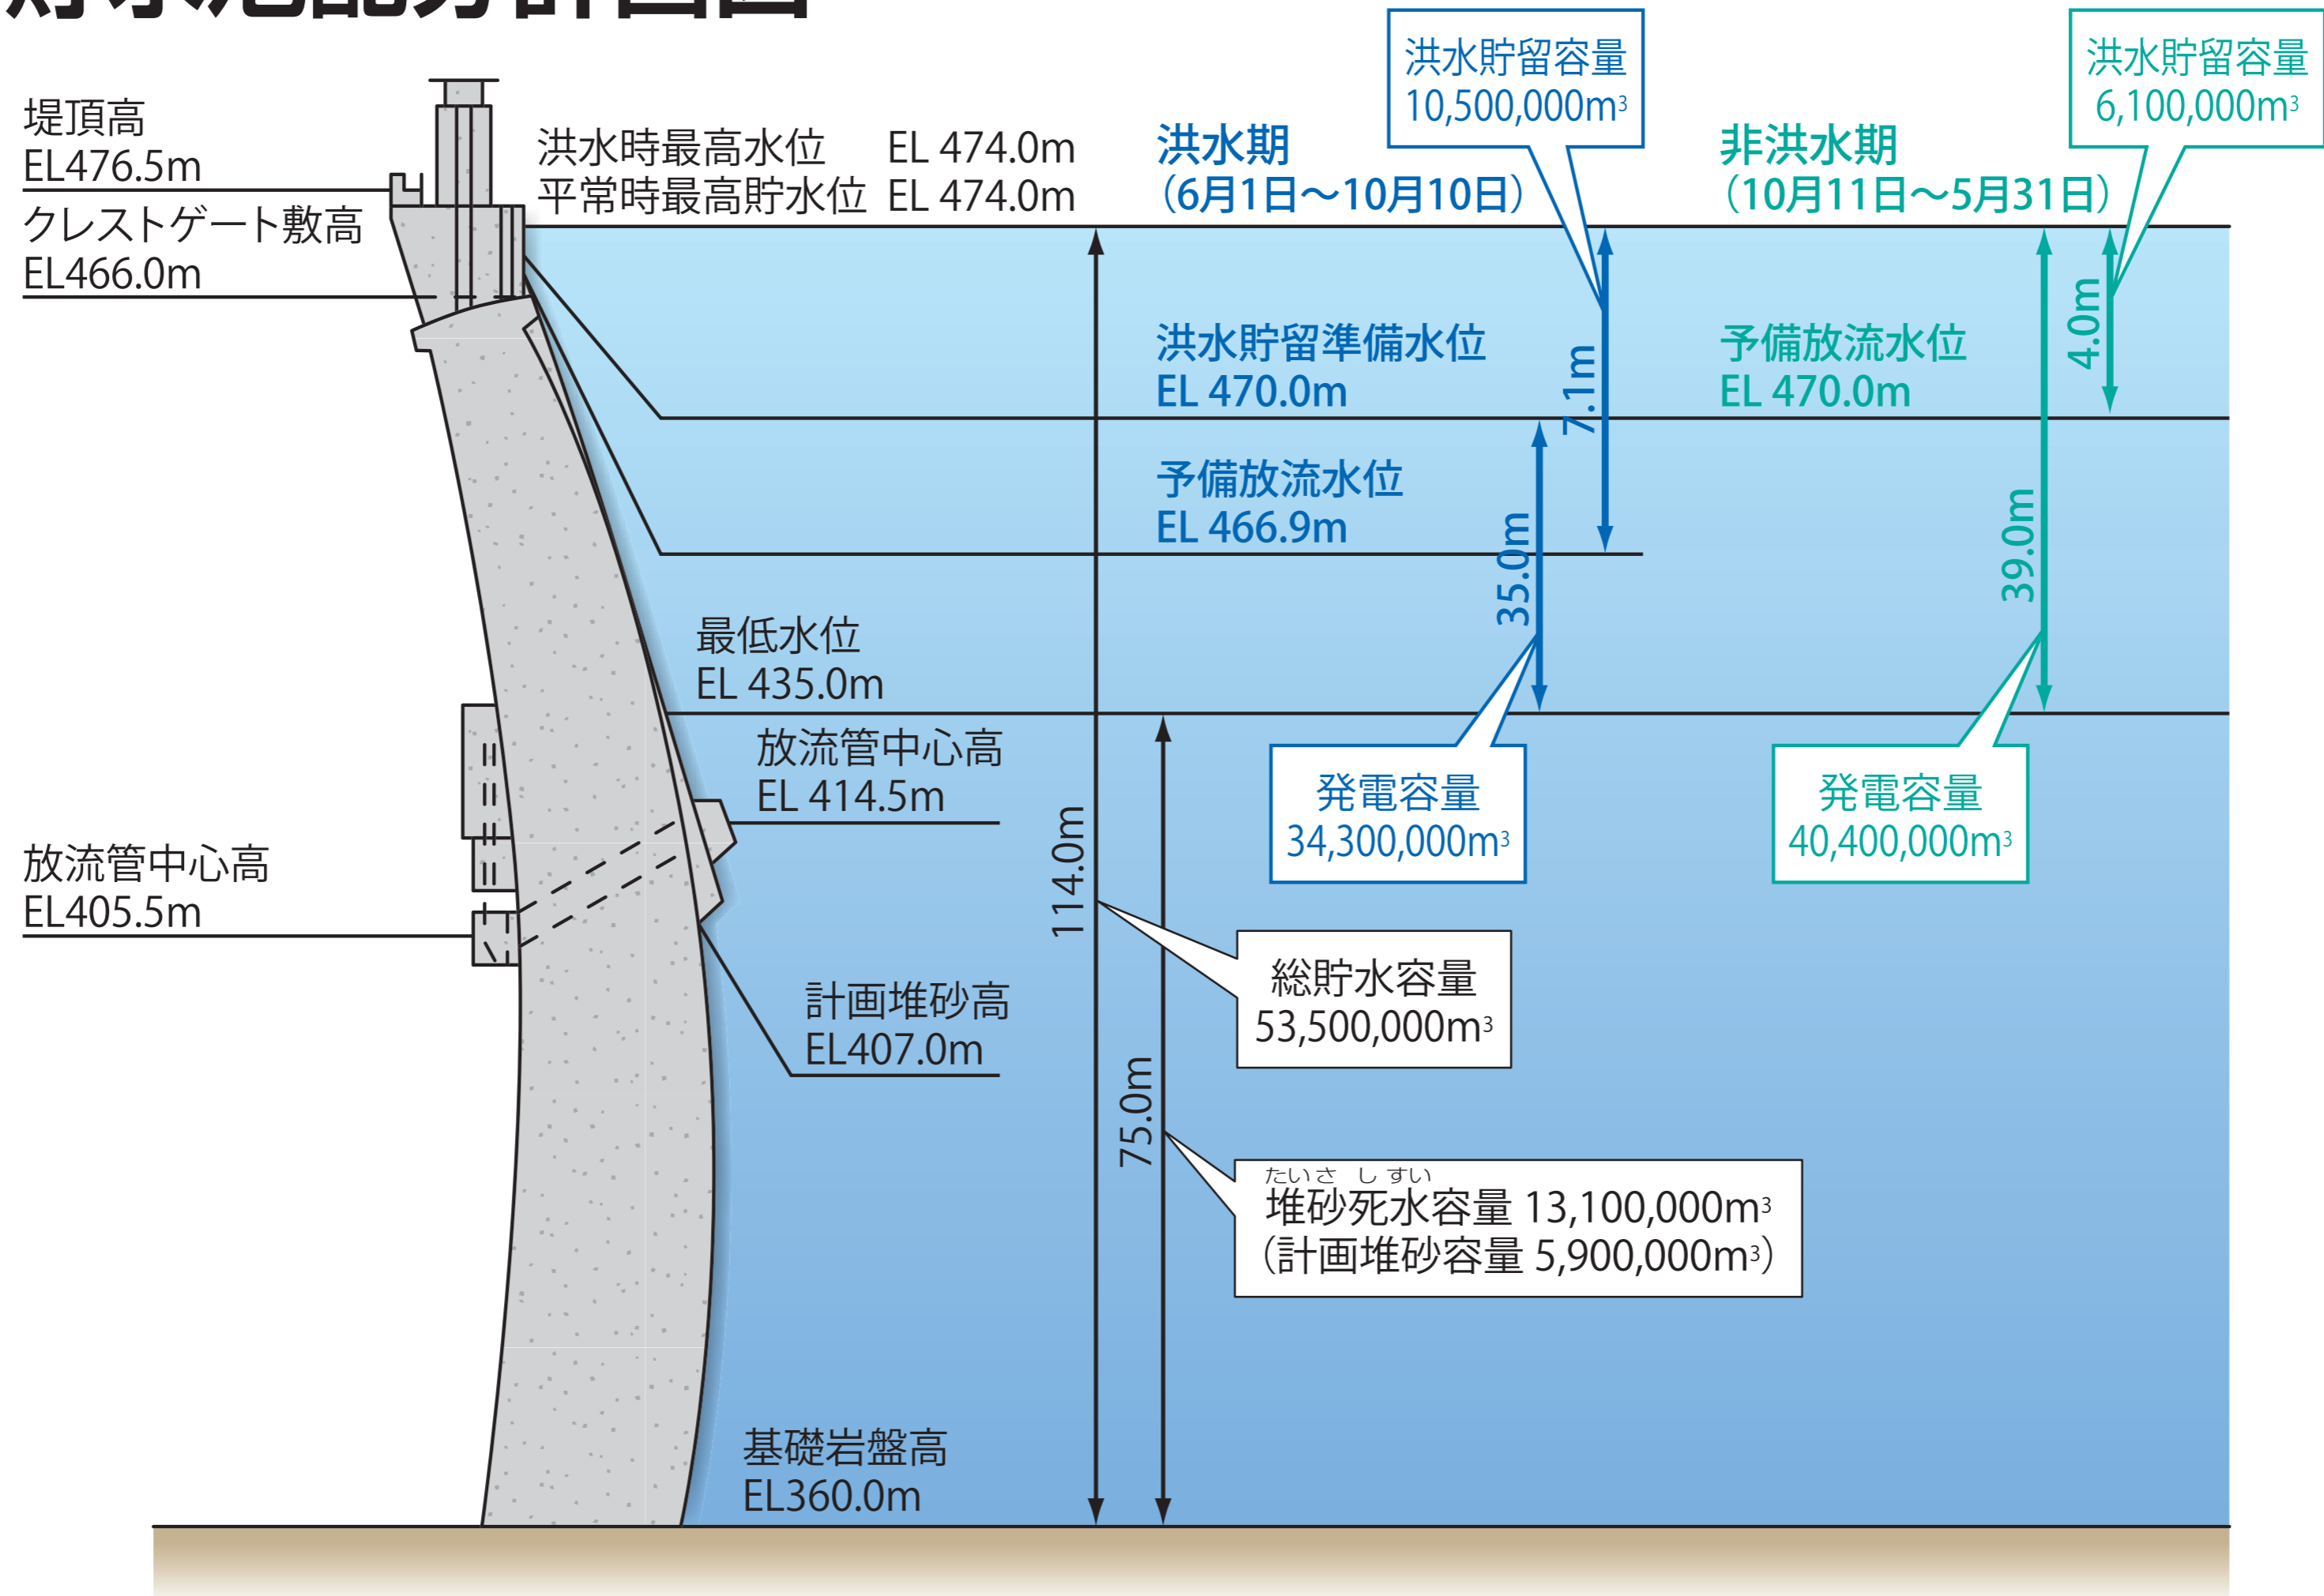 貯水池配分計画図
堤頂高
EL476.5m
クレストゲート敷高
EL466.0m
洪水時最高水位 EL 474.0m
平常時最高貯水位 EL 474.0m
洪水期
（6月1日～10月10日）
洪水貯留容量
10,500,000m³
非洪水期
（10月11日～5月31日）
洪水貯留容量
6,100,000m³
洪水貯留準備水位
EL 470.0m
7.1m
予備放流水位
EL 470.0m
4.0m
予備放流水位
EL 466.9m
35.0m
39.0m
最低水位
EL 435.0m
放流管中心高
EL 414.5m
発電容量
34,300,000m³
発電容量
40,400,000m³
放流管中心高
EL405.5m
114.0m
総貯水容量
53,500,000m³
計画堆砂高
EL407.0m
75.0m
たいさ し すい
堆砂死水容量 13,100,000m³
（計画堆砂容量 5,900,000m³）
基礎岩盤高
EL360.0m